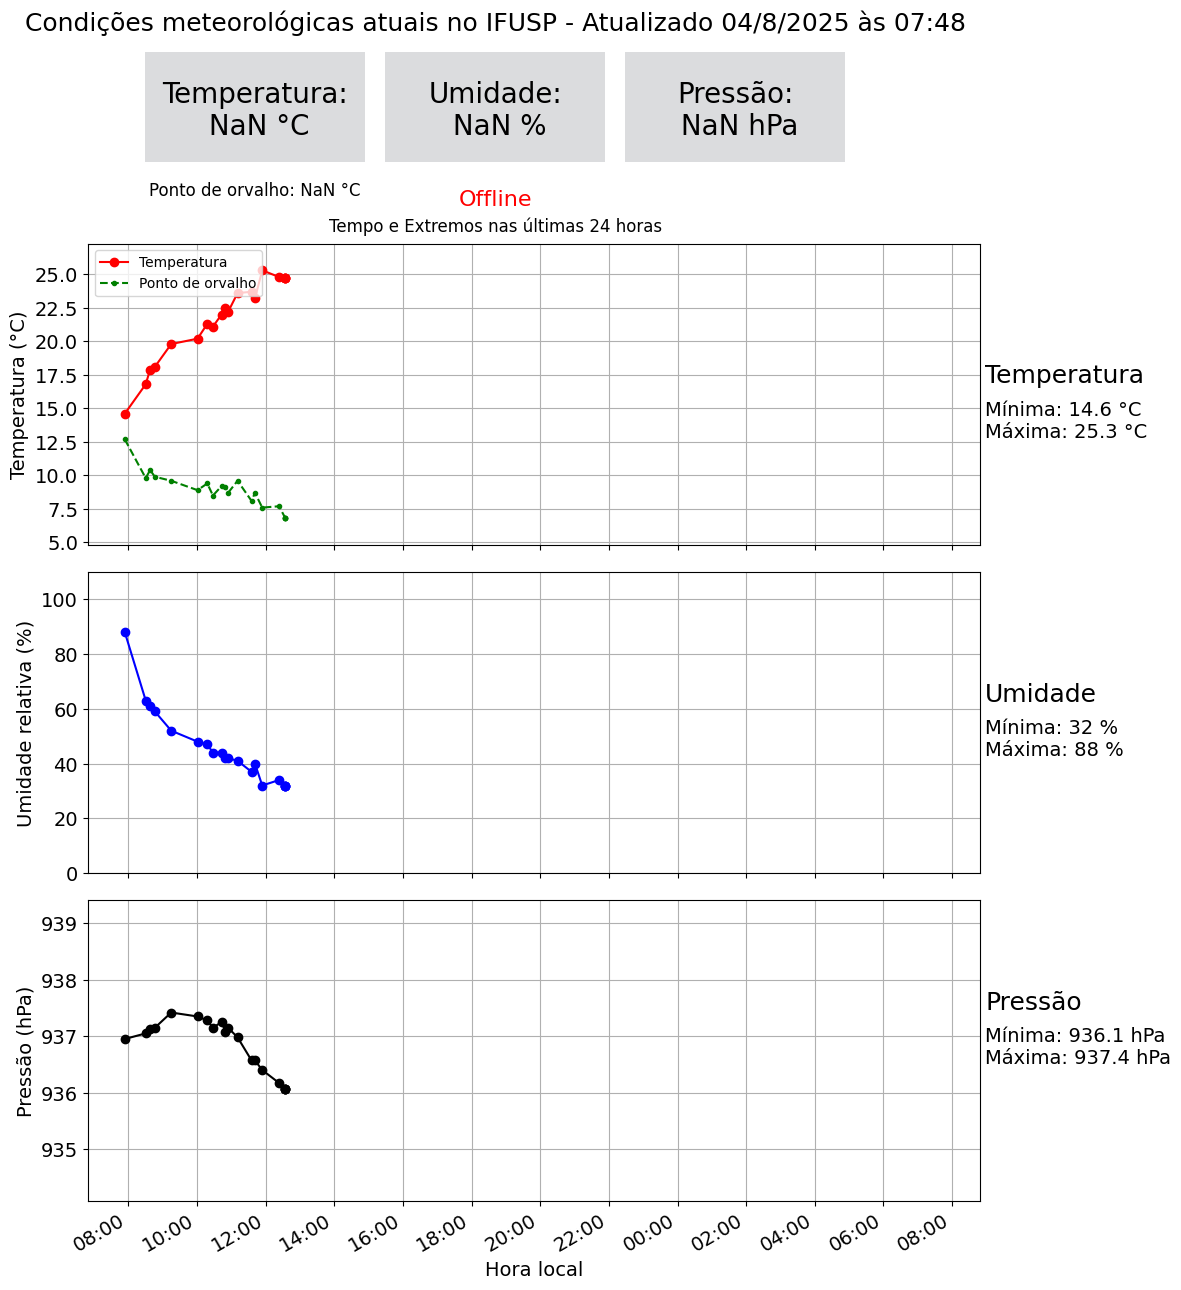 Condições meteorológicas atuais no IFUSP - Atualizado 04/8/2025 às 07:48
Temperatura:
NaN °C
Umidade:
NaN %
Pressão:
NaN hPa
Ponto de orvalho: NaN °C
Offline
Tempo e Extremos nas últimas 24 horas
Temperatura
Ponto de orvalho
Temperatura (°C)
25.0
22.5
20.0
17.5
15.0
12.5
10.0
7.5
5.0
Temperatura
Mínima: 14.6 °C
Máxima: 25.3 °C
Umidade relativa (%)
100
80
60
40
20
0
Umidade
Mínima: 32 %
Máxima: 88 %
Pressão (hPa)
939
938
937
936
935
Pressão
Mínima: 936.1 hPa
Máxima: 937.4 hPa
08:00 10:00 12:00 14:00 16:00 18:00 20:00 22:00 00:00 02:00 04:00 06:00 08:00
Hora local